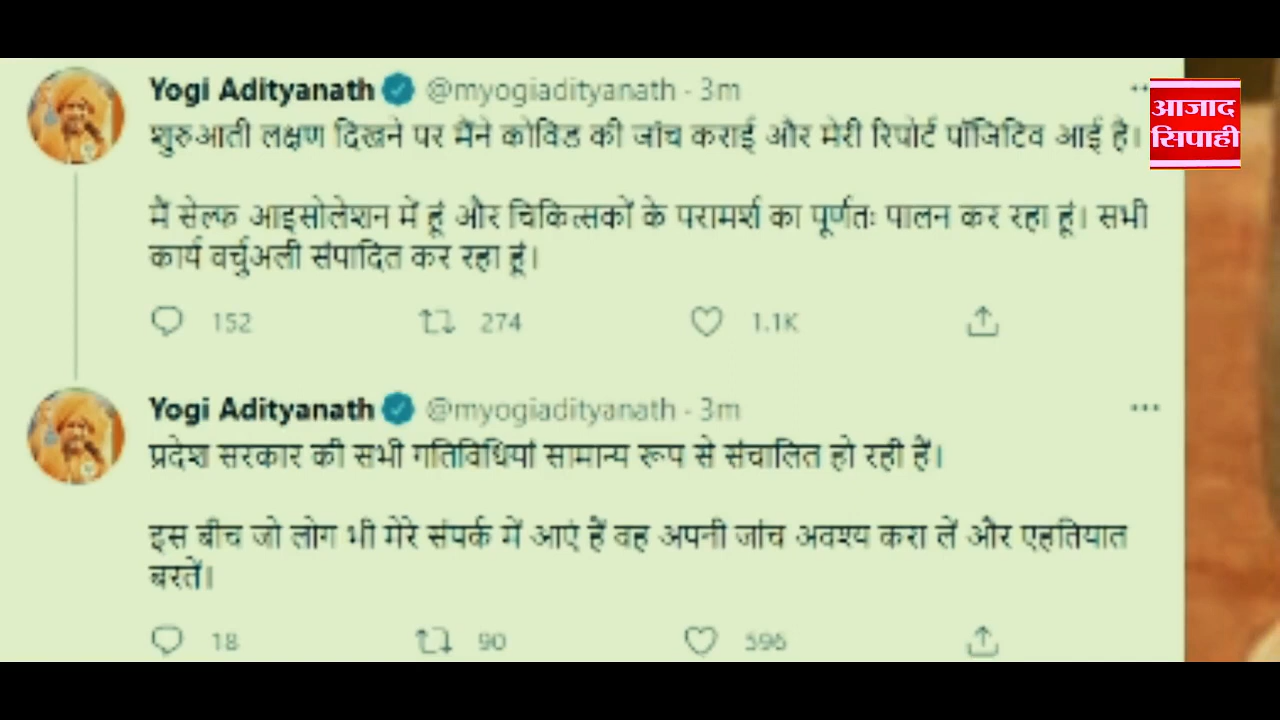 Yogi Adityanath @myogiadityanath · 3m
शुरुआती लक्षण दिखने पर मैंने कोविड की जांच कराई और मेरी रिपोर्ट पॉजिटिव आई है।
आजाद
सिपाही
मैं सेल्फ आइसोलेशन में हूं और चिकित्सकों के परामर्श का पूर्णतः पालन कर रहा हूं। सभी
कार्य वर्चुअली संपादित कर रहा हूं।
152 274 1.1K
Yogi Adityanath @myogiadityanath · 3m
प्रदेश सरकार की सभी गतिविधियां सामान्य रूप से संचालित हो रही हैं।
इस बीच जो लोग भी मेरे संपर्क में आएं हैं वह अपनी जांच अवश्य करा लें और एहतियात
बरतें।
18 90 596